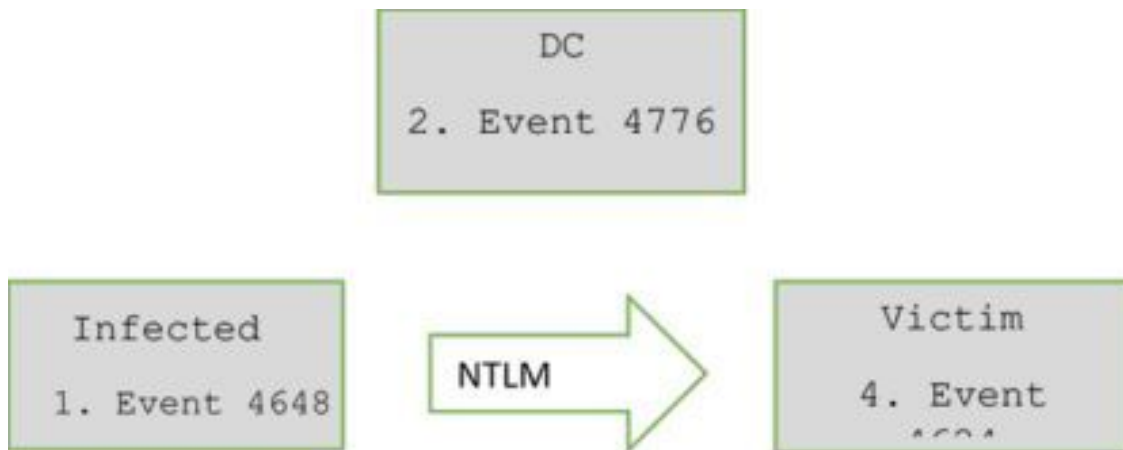 DC
2. Event 4776
Infected
1. Event 4648
NTLM
Victim
4. Event